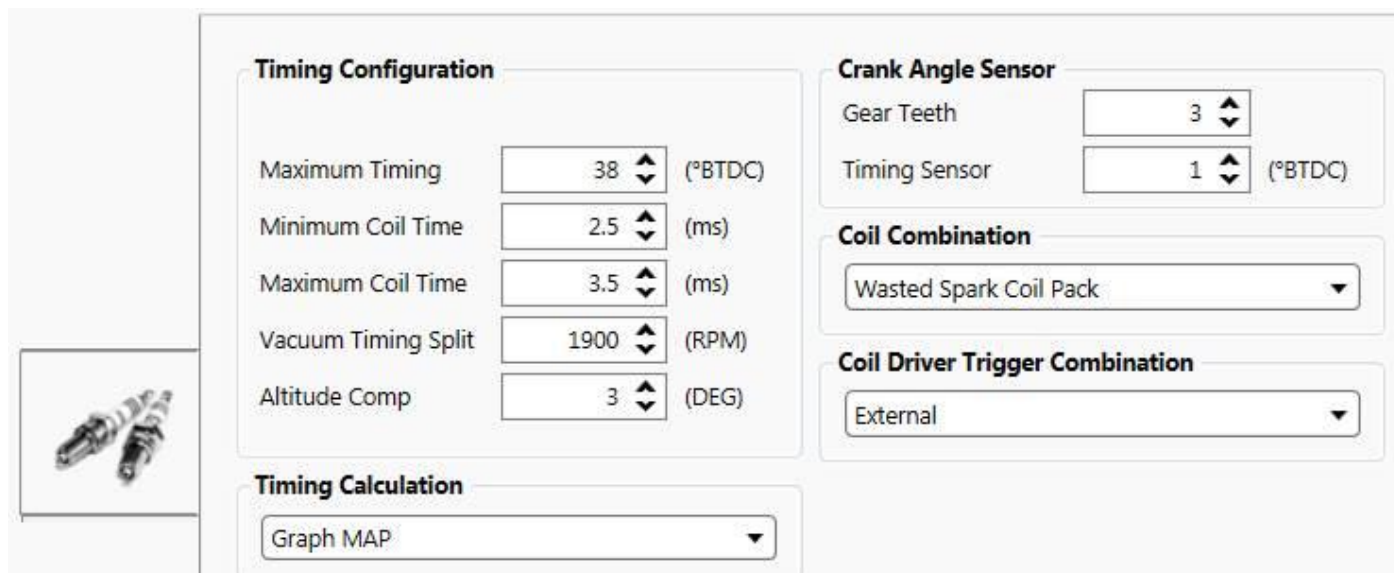 Timing Configuration
Maximum Timing 38 (°BTDC)
Minimum Coil Time 2.5 (ms)
Maximum Coil Time 3.5 (ms)
Vacuum Timing Split 1900 (RPM)
Altitude Comp 3 (DEG)
Timing Calculation
Graph MAP
Crank Angle Sensor
Gear Teeth 3
Timing Sensor 1 (°BTDC)
Coil Combination
Wasted Spark Coil Pack
Coil Driver Trigger Combination
External